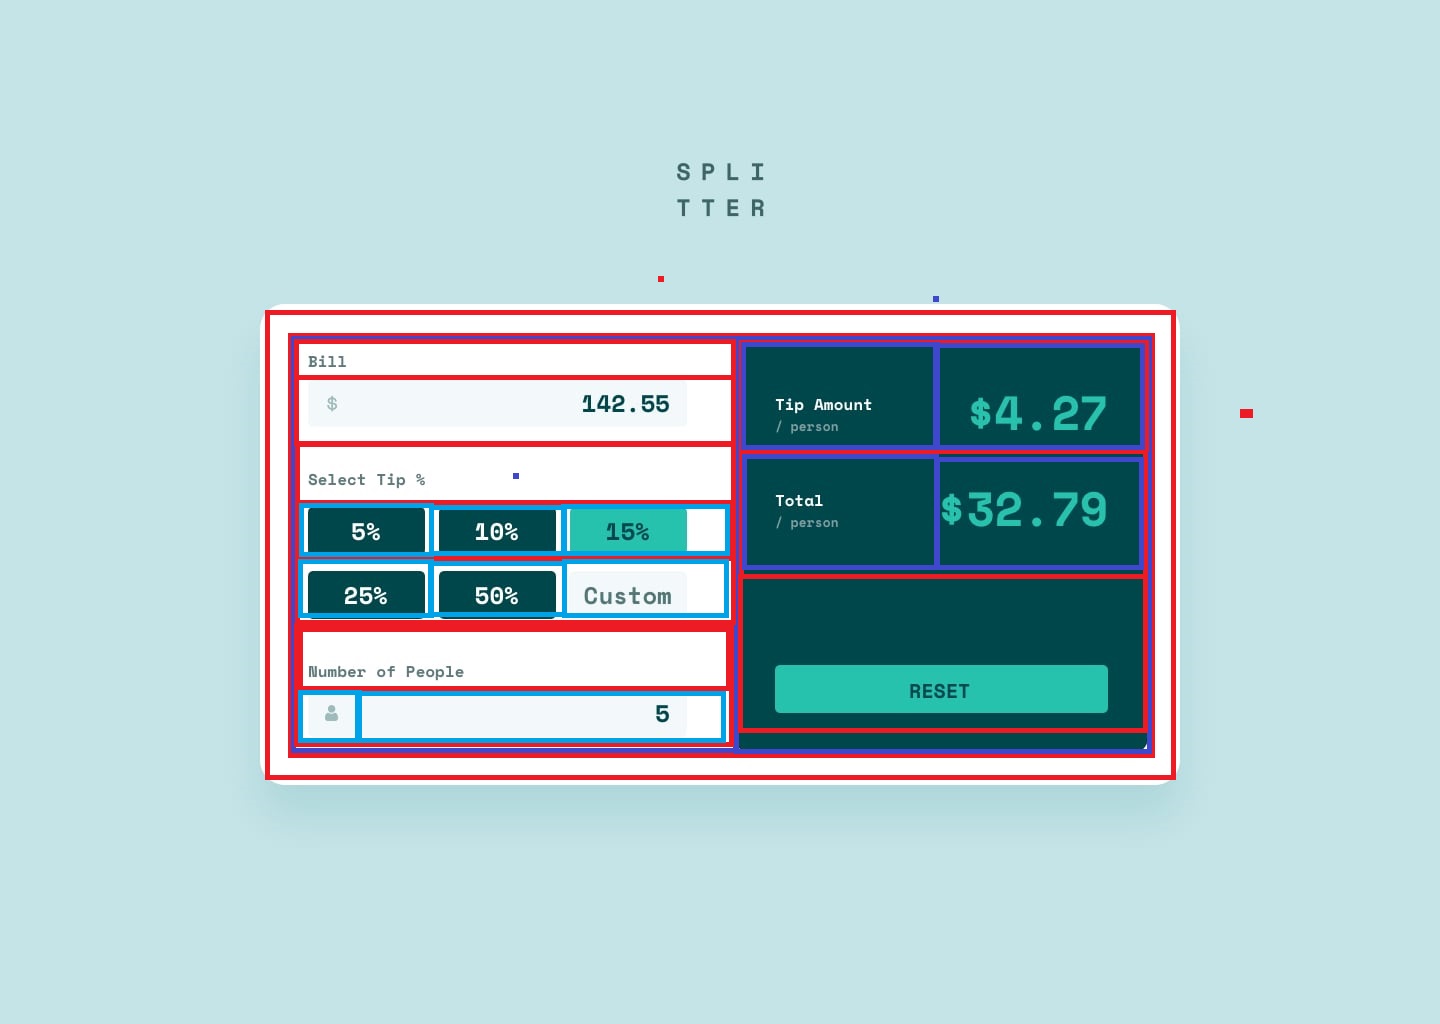 SPLI
TTER
Bill
$ 142.55
Select Tip %
5% 10% 15%
25% 50% Custom
Number of People
5
Tip Amount
/ person
$4.27
Total
/ person
$32.79
RESET